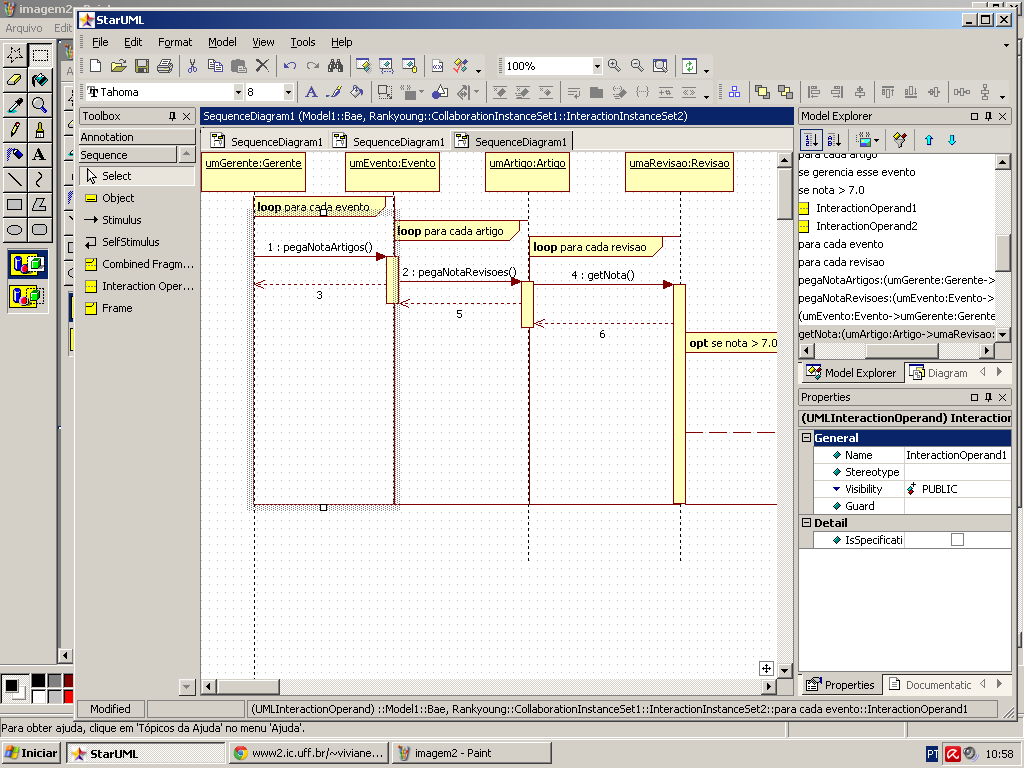 imagem2 - Paint
StarUML
Arquivo Edit
File Edit Format Model View Tools Help
100%
Tahoma 8
Toolbox
SequenceDiagram1 (Model1::Bae, Rankyoung::CollaborationInstanceSet1::InteractionInstanceSet2)
Model Explorer
Annotation
Sequence
Select
Object
Stimulus
SelfStimulus
Combined Fragm...
Interaction Oper...
Frame
SequenceDiagram1 SequenceDiagram1 SequenceDiagram1
umGerente:Gerente umEvento:Evento umArtigo:Artigo umaRevisao:Revisao
loop para cada evento
loop para cada artigo
loop para cada revisao
1 : pegaNotaArtigos()
2 : pegaNotaRevisoes()
4 : getNota()
3
5
6
opt se nota > 7.0
para cada artigo
se gerencia esse evento
se nota > 7.0
InteractionOperand1
InteractionOperand2
para cada evento
para cada revisao
pegaNotaArtigos:(umGerente:Gerente->
pegaNotaRevisoes:(umEvento:Evento->
(umEvento:Evento->umGerente:Gerente
getNota:(umArtigo:Artigo->umaRevisao:
Model Explorer Diagram
Properties
(UMLInteractionOperand) Interaction
General
Name InteractionOperand1
Stereotype
Visibility PUBLIC
Guard
Detail
IsSpecificati
Properties Documentatic
Modified
(UMLInteractionOperand) ::Model1::Bae, Rankyoung::CollaborationInstanceSet1::InteractionInstanceSet2::para cada evento::InteractionOperand1
Para obter ajuda, clique em 'Tópicos da Ajuda' no menu 'Ajuda'.
Iniciar StarUML www2.ic.uff.br/~viviane... imagem2 - Paint PT 10:58